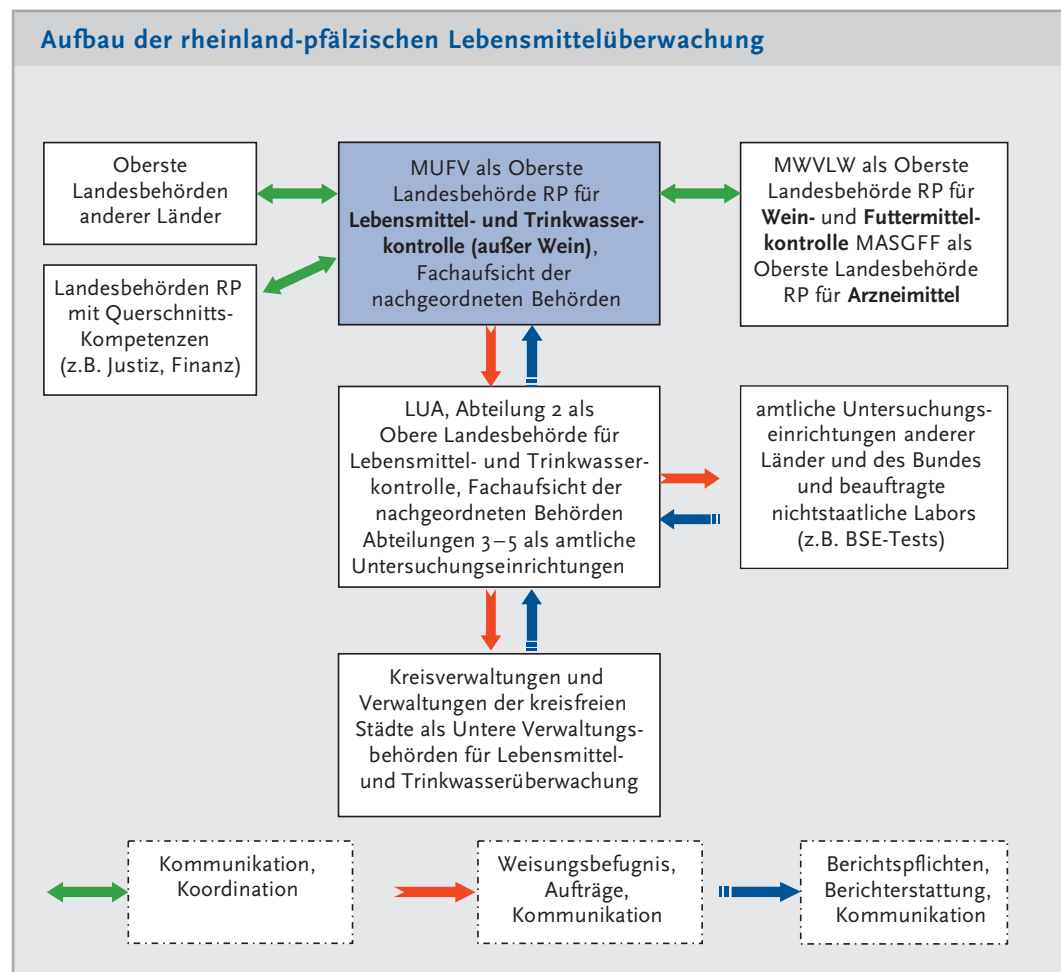 Aufbau der rheinland-pfälzischen Lebensmittelüberwachung
Oberste
Landesbehörden
anderer Länder
MUFV als Oberste
Landesbehörde RP für
Lebensmittel- und Trinkwasser-
kontrolle (außer Wein),
Fachaufsicht der
nachgeordneten Behörden
MWVLW als Oberste
Landesbehörde RP für
Wein- und Futtermittel-
kontrolle MASGFF als
Oberste Landesbehörde
RP für Arzneimittel
Landesbehörden RP
mit Querschnitts-
Kompetenzen
(z.B. Justiz, Finanz)
LUA, Abteilung 2 als
Obere Landesbehörde für
Lebensmittel- und Trinkwasser-
kontrolle, Fachaufsicht der
nachgeordneten Behörden
Abteilungen 3–5 als amtliche
Untersuchungseinrichtungen
amtliche Untersuchungs-
einrichtungen anderer
Länder und des Bundes
und beauftragte
nichtstaatliche Labors
(z.B. BSE-Tests)
Kreisverwaltungen und
Verwaltungen der kreisfreien
Städte als Untere Verwaltungs-
behörden für Lebensmittel-
und Trinkwasserüberwachung
Kommunikation,
Koordination
Weisungsbefugnis,
Aufträge,
Kommunikation
Berichtspflichten,
Berichterstattung,
Kommunikation